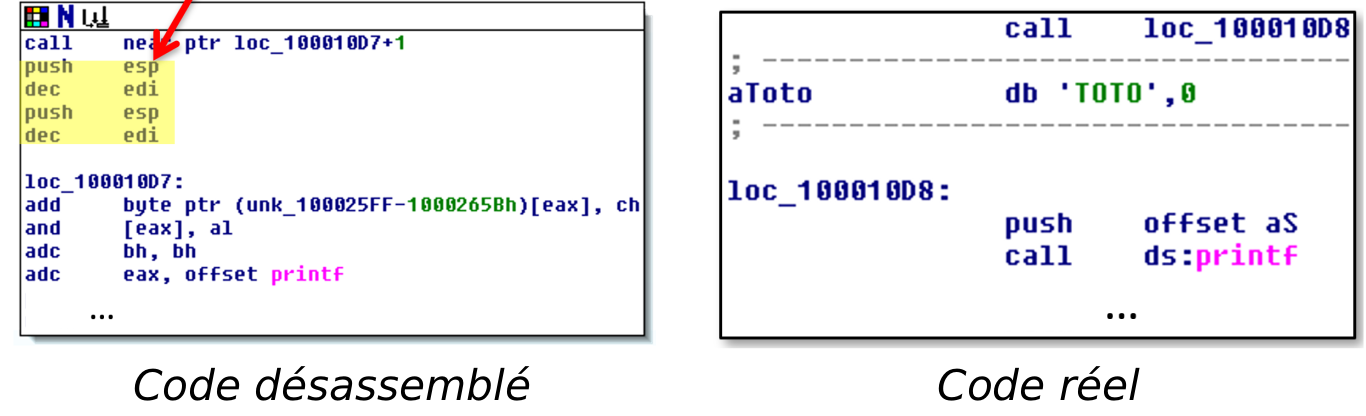 N
call near ptr loc_100010D7+1
push esp
dec edi
push esp
dec edi
loc_100010D7:
add byte ptr (unk_100025FF-1000265Bh)[eax], ch
and [eax], al
adc bh, bh
adc eax, offset printf
...
Code désassemblé
call loc_100010D8
; ---------------------------------------
aToto db 'TOTO',0
; ---------------------------------------
loc_100010D8:
push offset aS
call ds:printf
...
Code réel